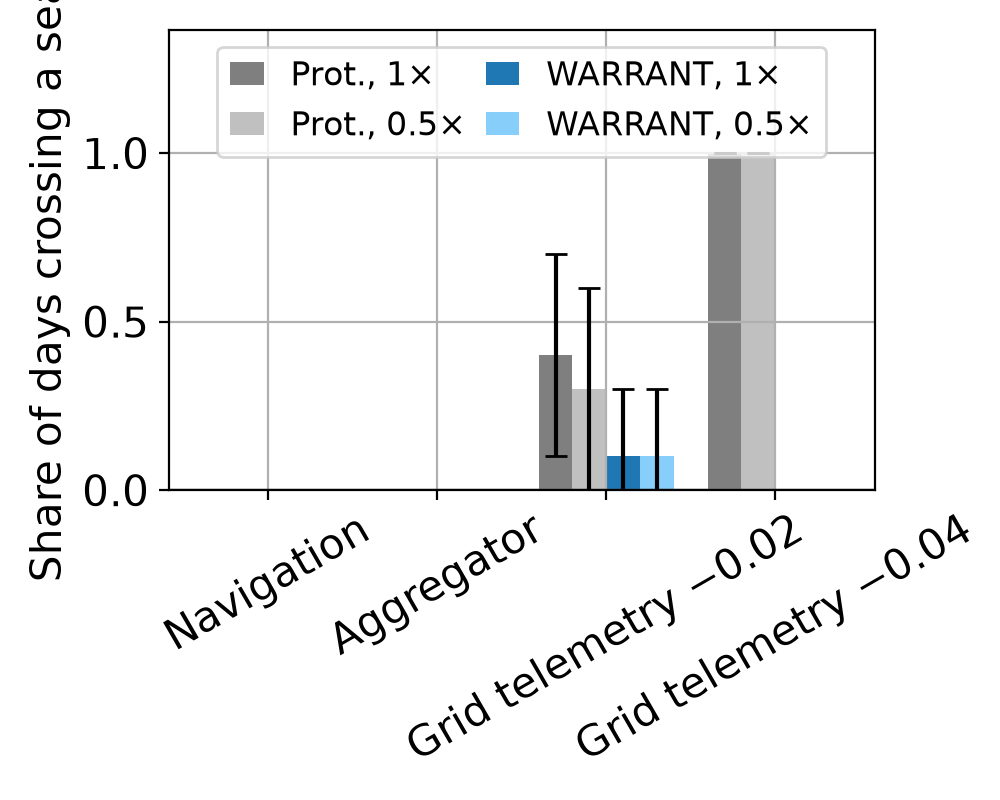 Share of days crossing a
Prot., 1×
Prot., 0.5×
WARRANT, 1×
WARRANT, 0.5×
1.0
0.5
0.0
Navigation
Aggregator
Grid telemetry −0.02
Grid telemetry −0.04